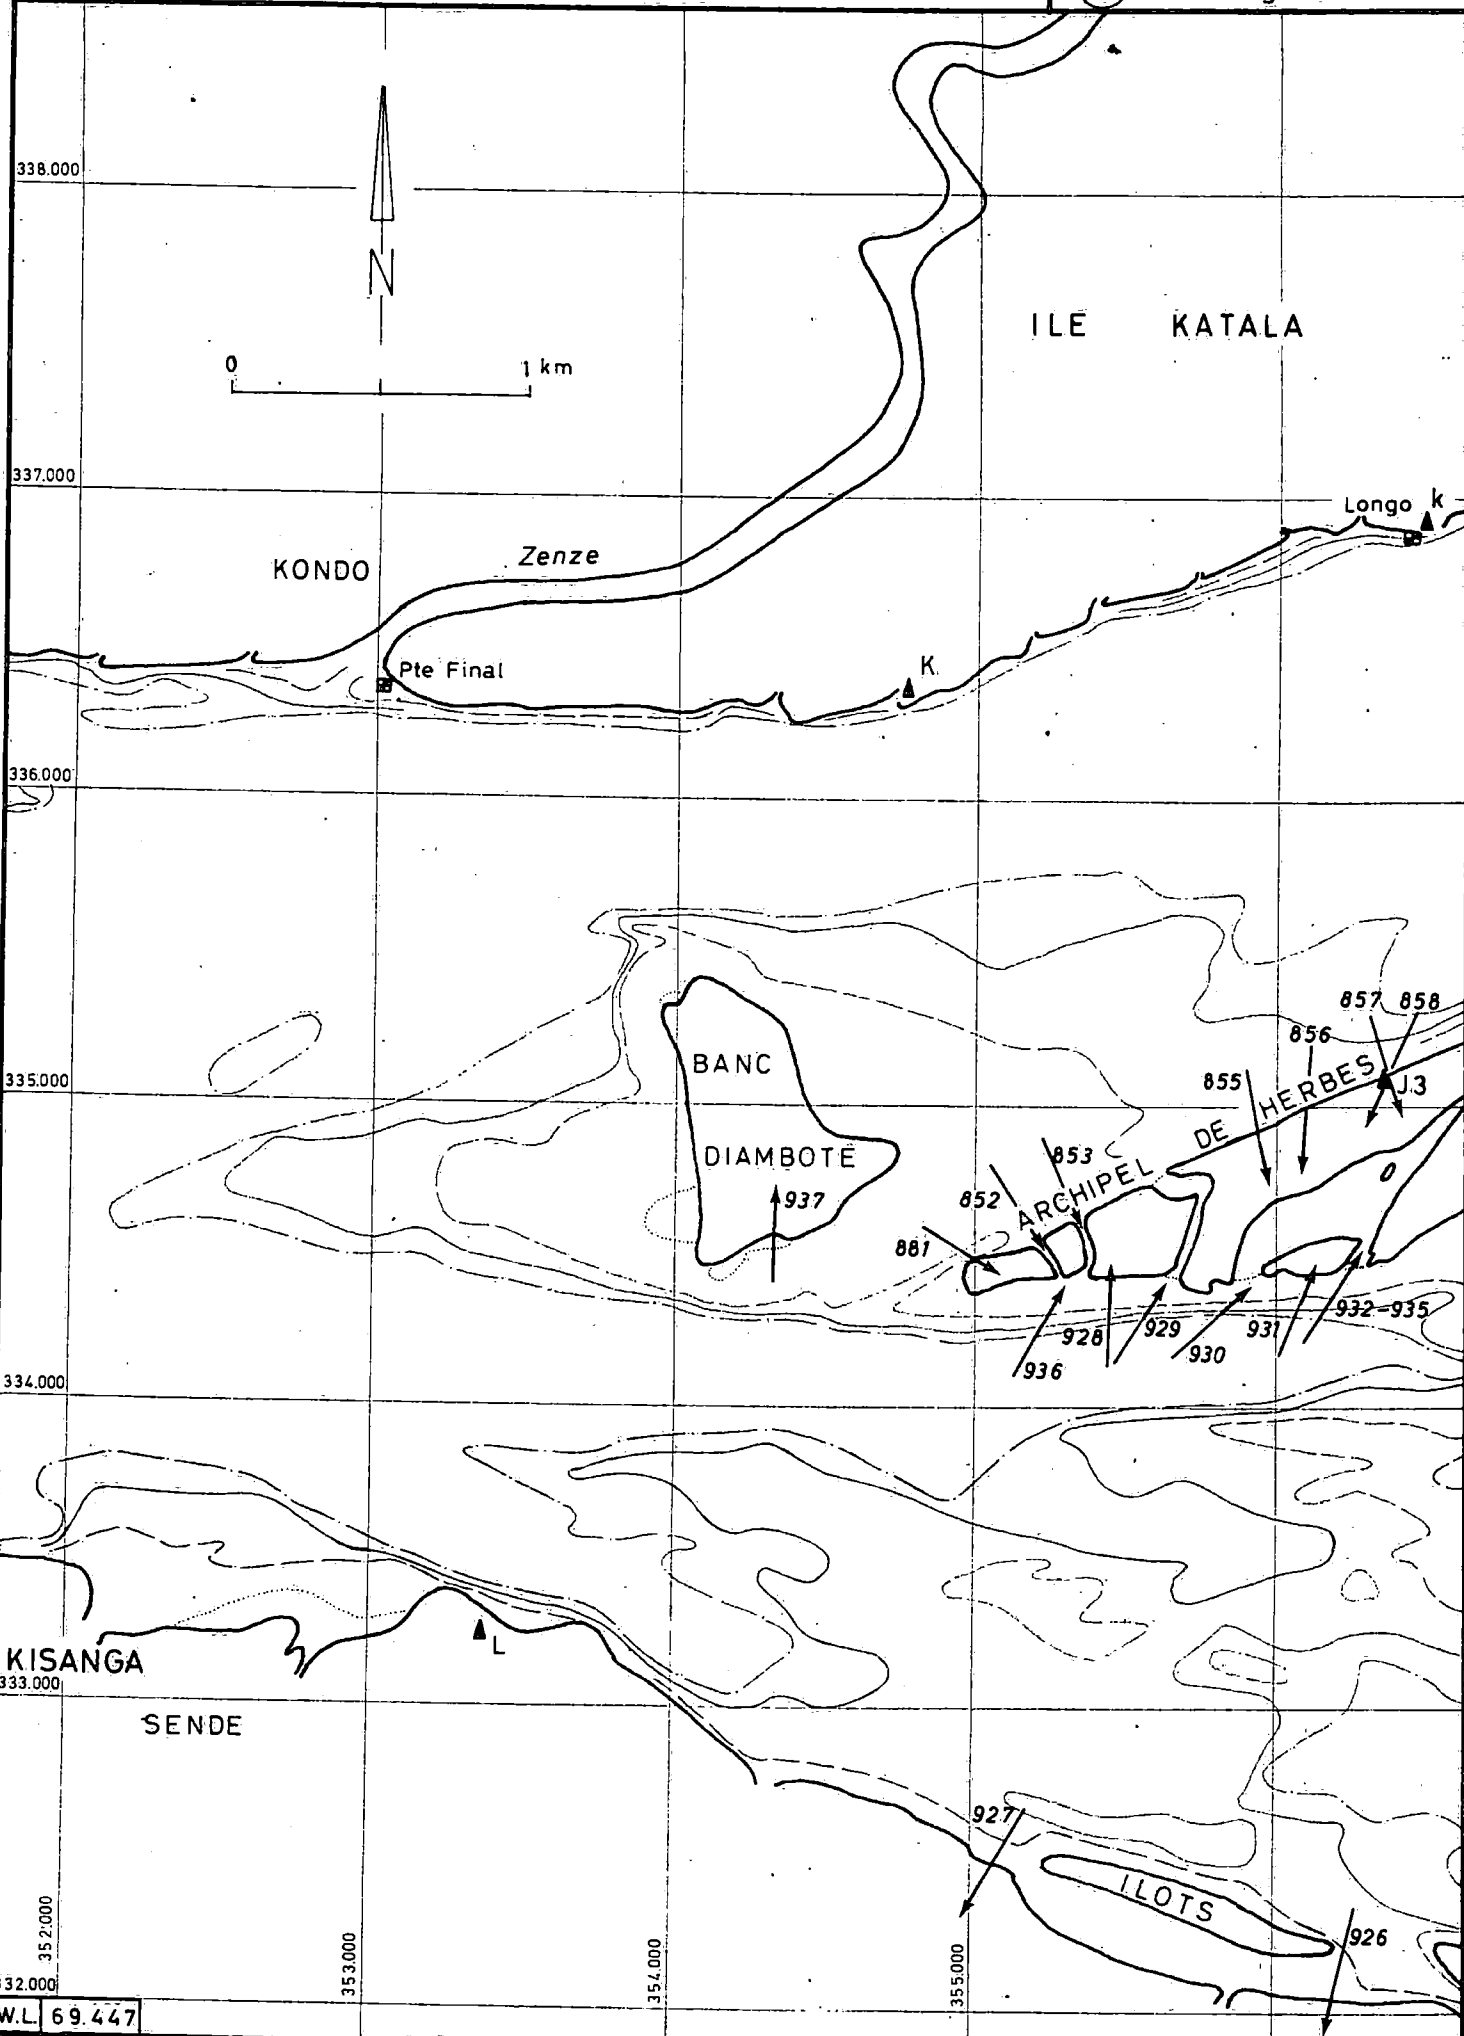 338.000
N
0 1 km
ILE KATALA
337.000
Longo k
Zenze
KONDO
Pte Final
K
336.000
857 858
856
BANC
335.000
855
DE HERBES
J.3
DIAMBOTE
853
852
ARCHIPEL
937
881
932-935
928 929 931
930
936
334.000
L
KISANGA
333.000
SENDE
927
ILOTS
926
352.000
353.000
354.000
355.000
32.000
W.L. 69.447